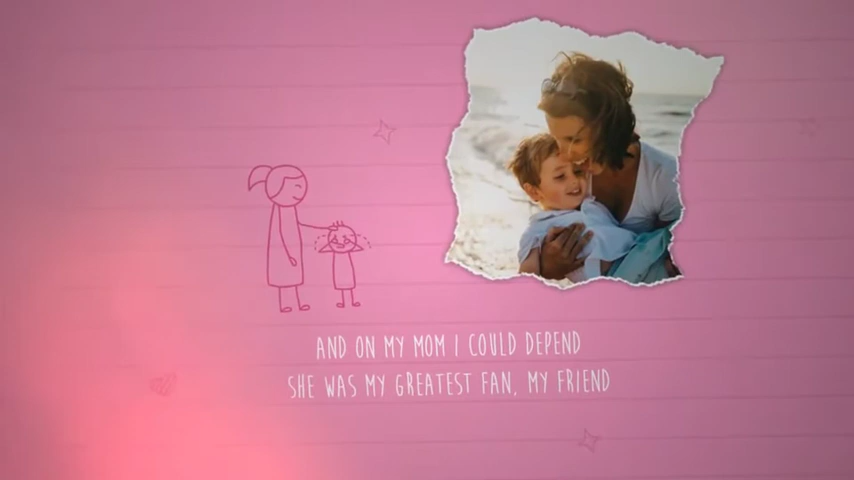 AND ON MY MOM I COULD DEPEND
SHE WAS MY GREATEST FAN, MY FRIEND